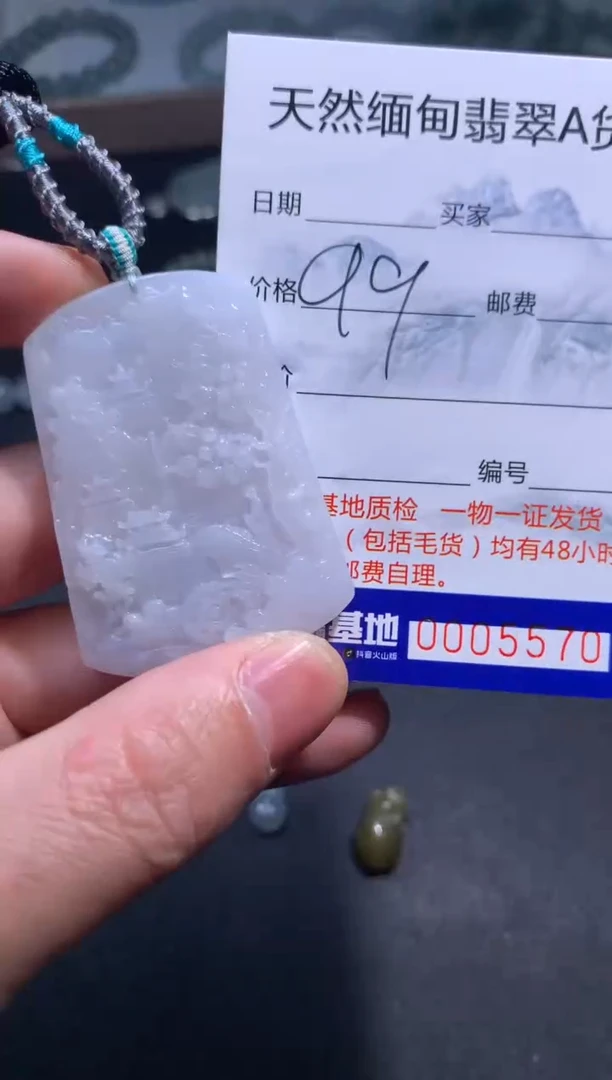 天然缅甸翡翠A货
日期 买家
价格 99 邮费
个
编号
基地质检 一物一证发货
（包括毛货）均有48小时
邮费自理。
基地 0005570
抖音火山版